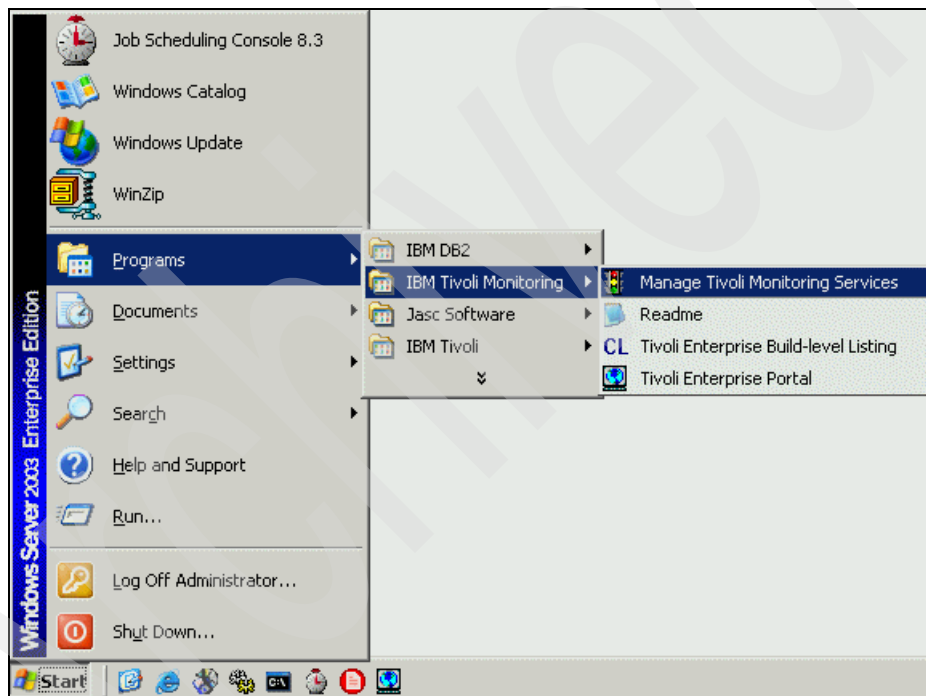 Job Scheduling Console 8.3
Windows Catalog
Windows Update
WinZip
Programs
Documents
Settings
Search
Help and Support
Run...
Log Off Administrator...
Shut Down...
Windows Server 2003 Enterprise Edition
IBM DB2
IBM Tivoli Monitoring
Jasc Software
IBM Tivoli
Manage Tivoli Monitoring Services
Readme
CL Tivoli Enterprise Build-level Listing
Tivoli Enterprise Portal
Start
Archived